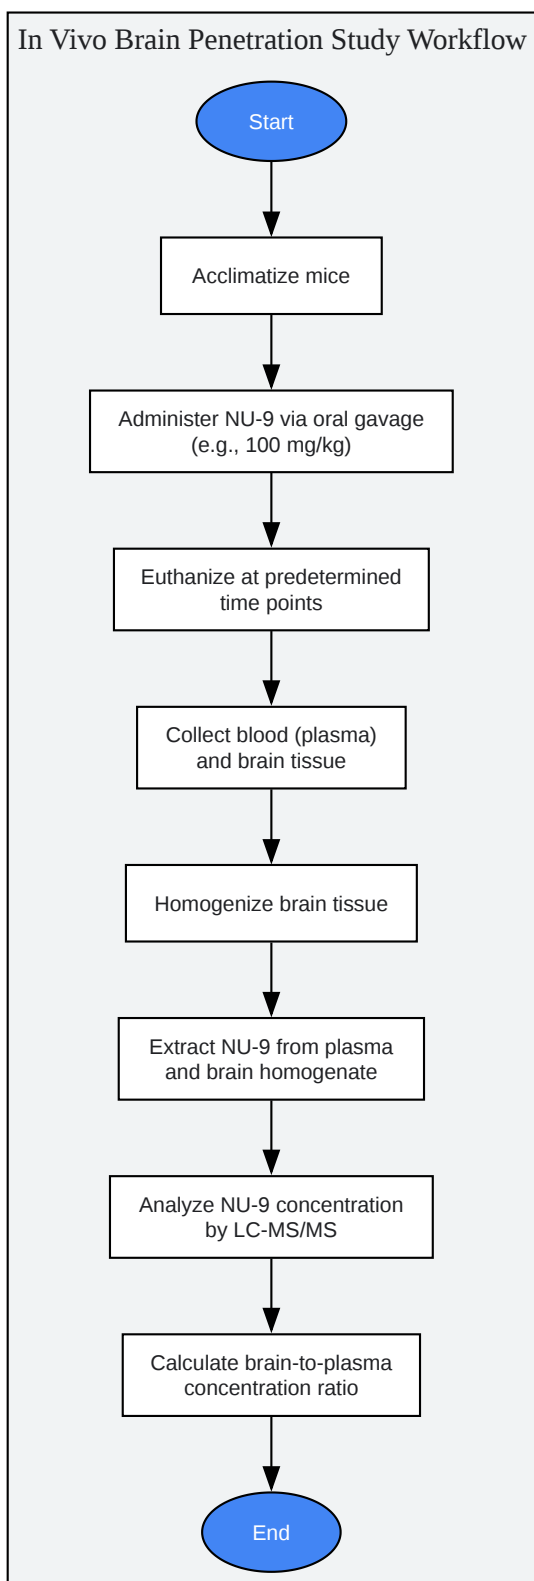 In Vivo Brain Penetration Study Workflow
Start
Acclimatize mice
Administer NU-9 via oral gavage
(e.g., 100 mg/kg)
Euthanize at predetermined
time points
Collect blood (plasma)
and brain tissue
Homogenize brain tissue
Extract NU-9 from plasma
and brain homogenate
Analyze NU-9 concentration
by LC-MS/MS
Calculate brain-to-plasma
concentration ratio
End